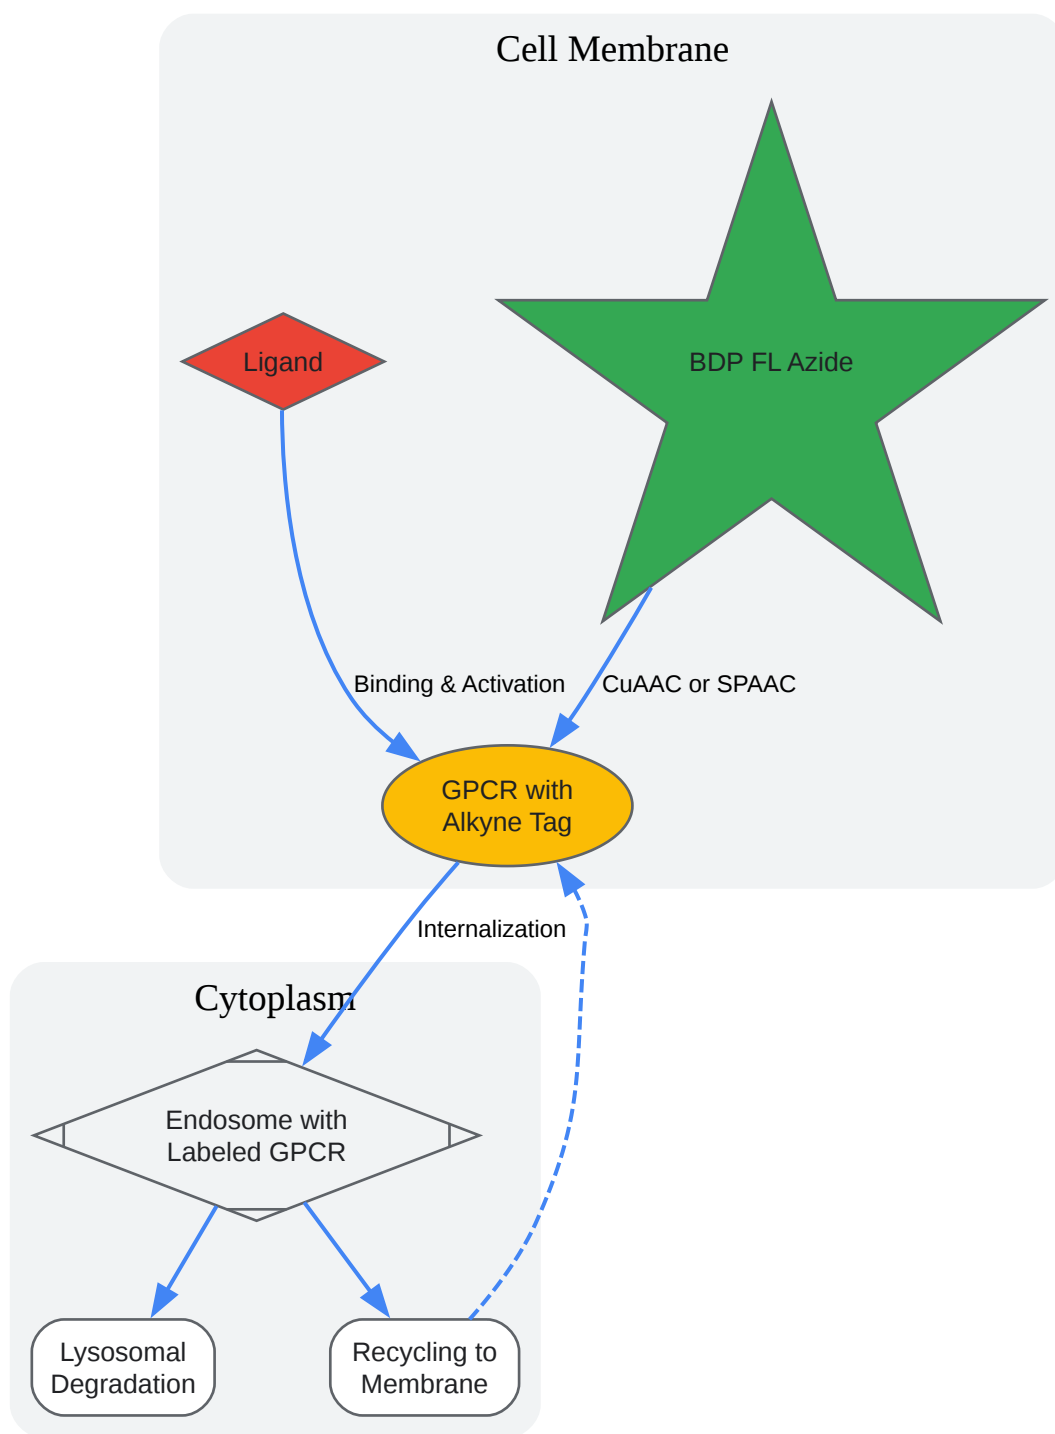 Cell Membrane
Ligand
BDP FL Azide
Binding & Activation
CuAAC or SPAAC
GPCR with
Alkyne Tag
Internalization
Cytoplasm
Endosome with
Labeled GPCR
Lysosomal
Degradation
Recycling to
Membrane